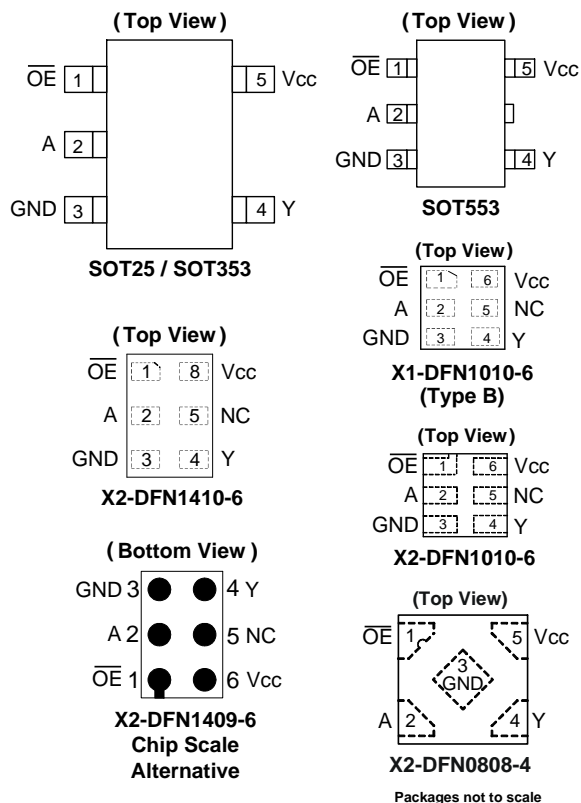 (Top View)
OE 1 5 Vcc
A 2
GND 3 4 Y
SOT25 / SOT353
(Top View)
OE 1 5 Vcc
A 2
GND 3 4 Y
SOT553
(Top View)
OE 1 6 Vcc
A 2 5 NC
GND 3 4 Y
X1-DFN1010-6
(Type B)
(Top View)
OE 1 8 Vcc
A 2 5 NC
GND 3 4 Y
X2-DFN1410-6
(Top View)
OE 1 6 Vcc
A 2 5 NC
GND 3 4 Y
X2-DFN1010-6
(Bottom View)
GND 3 4 Y
A 2 5 NC
OE 1 6 Vcc
X2-DFN1409-6
Chip Scale
Alternative
(Top View)
OE 1 5 Vcc
3
GND
A 2 4 Y
X2-DFN0808-4
Packages not to scale